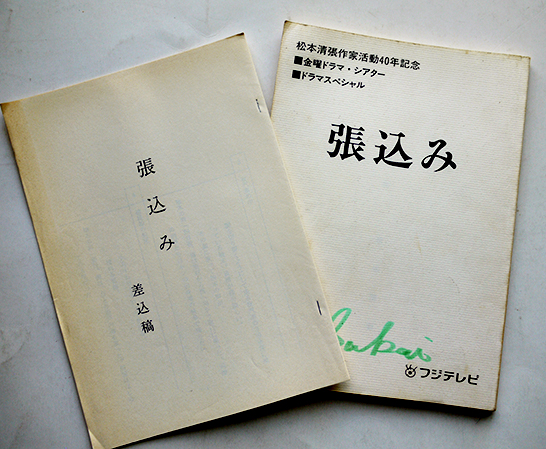 張込み
差込稿
松本清張作家活動40年記念
■金曜ドラマ・シアター
■ドラマスペシャル
張込み
フジテレビ